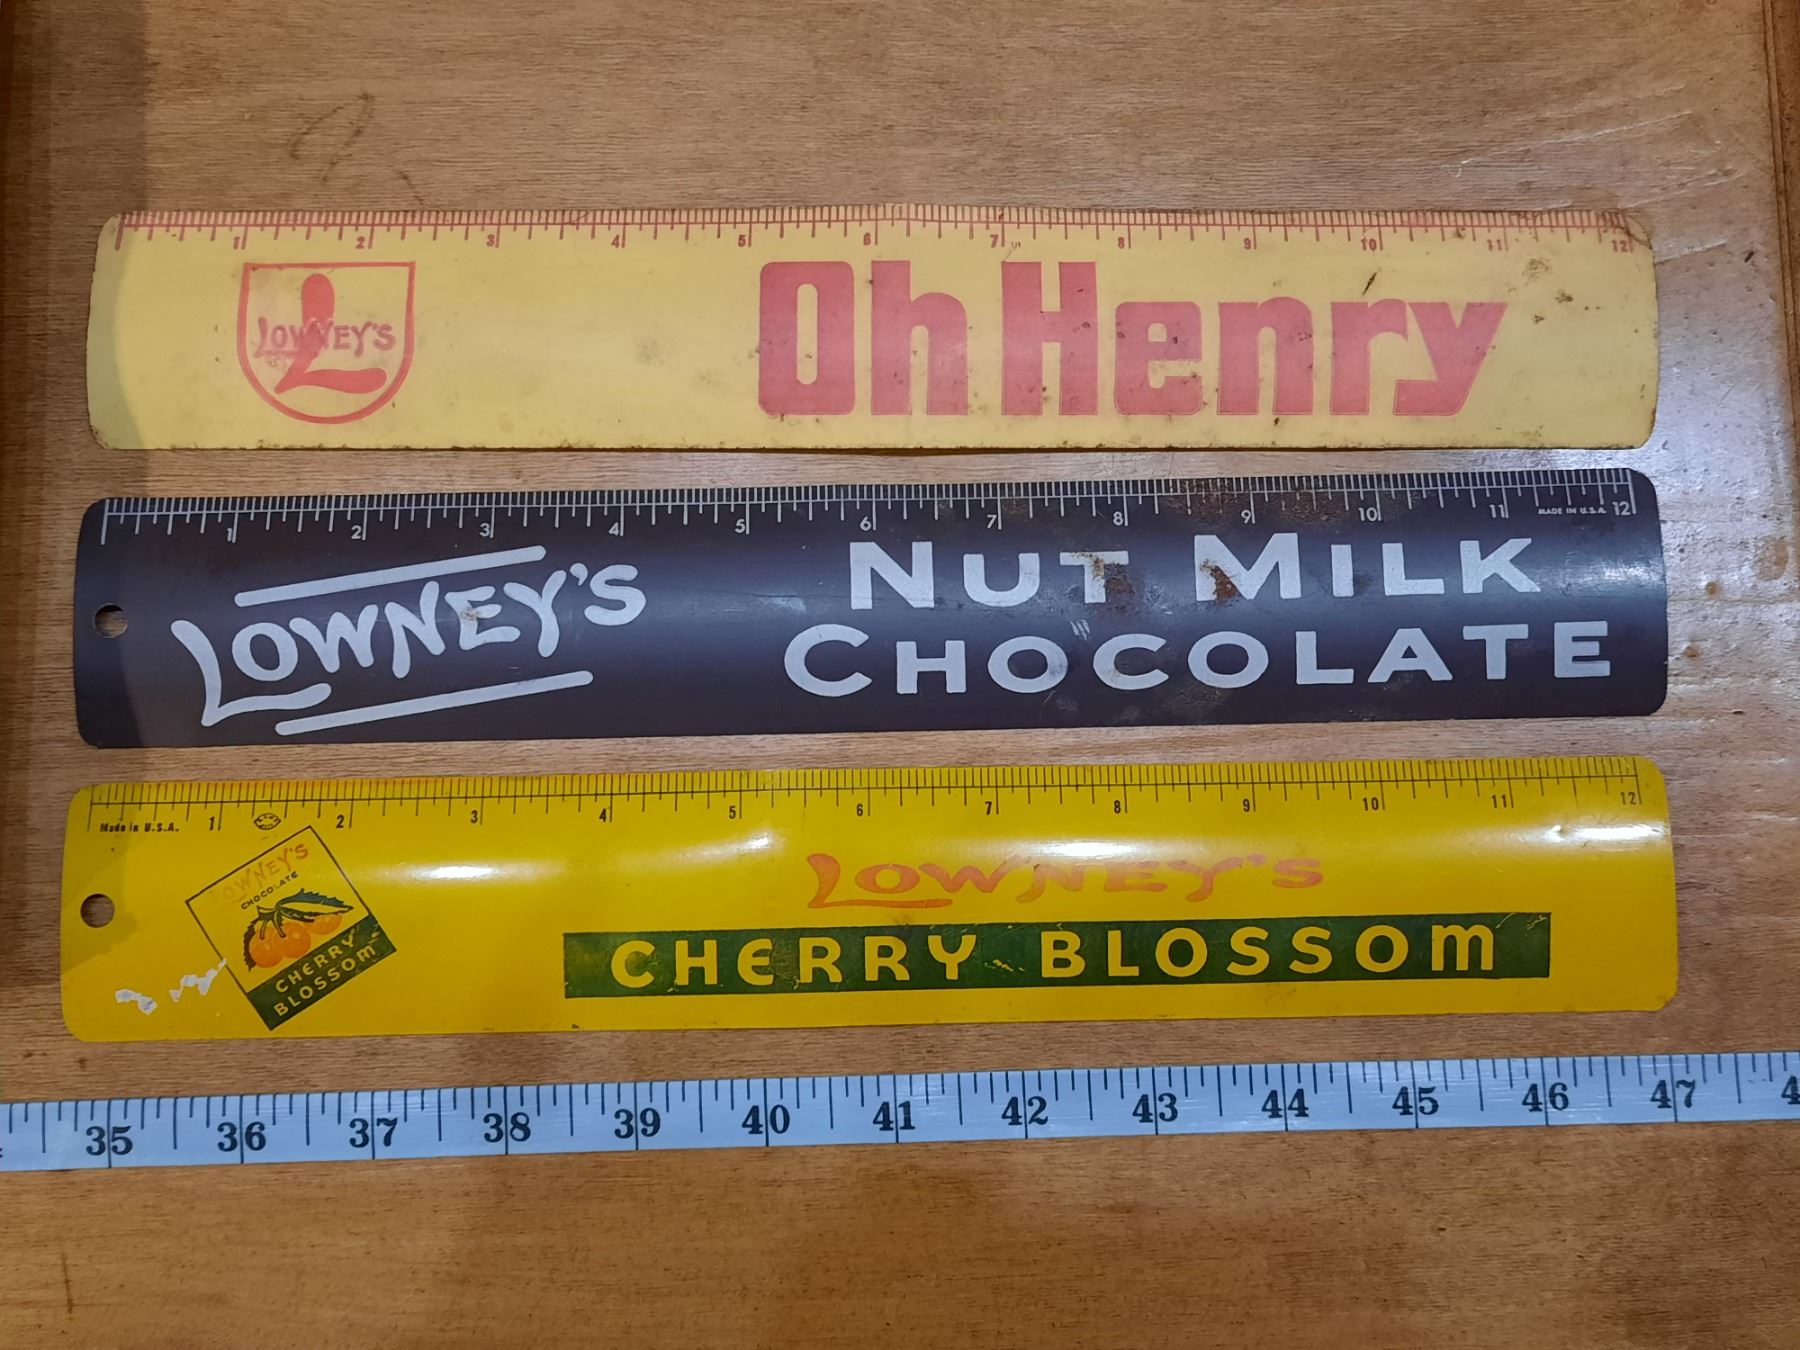 1 2 3 4 5 6 7 8 9 10 11 12
LOWNEY'S
L
Oh Henry
1 2 3 4 5 6 7 8 9 10 11 MADE IN U.S.A. 12
LOWNEY'S
NUT MILK
CHOCOLATE
Made in U.S.A. 1 2 3 4 5 6 7 8 9 10 11 12
LOWNEY'S
CHOCOLATE
CHERRY
BLOSSOM
LOWNEY'S
CHERRY BLOSSOM
35 36 37 38 39 40 41 42 43 44 45 46 47 4